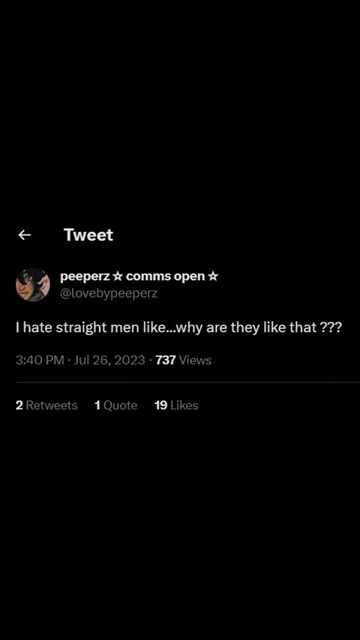 Tweet
peeperz ☆ comms open ☆
@lovebypeeperz
I hate straight men like...why are they like that ???
3:40 PM · Jul 26, 2023 · 737 Views
2 Retweets 1 Quote 19 Likes